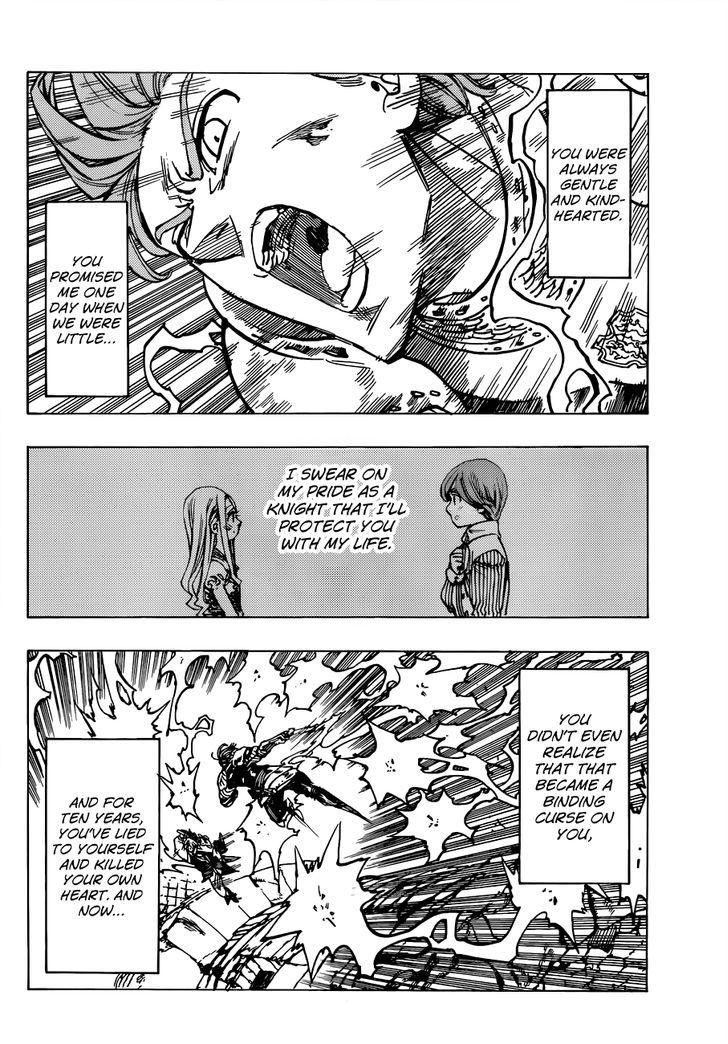 YOU WERE
ALWAYS
GENTLE
AND KIND-
HEARTED.
YOU
PROMISED
ME ONE
DAY WHEN
WE WERE
LITTLE...
I SWEAR ON
MY PRIDE AS A
KNIGHT THAT I'LL
PROTECT YOU
WITH MY LIFE.
YOU
DIDN'T EVEN
REALIZE
THAT THAT
BECAME A
BINDING
CURSE ON
YOU,
AND FOR
TEN YEARS,
YOU'VE LIED
TO YOURSELF
AND KILLED
YOUR OWN
HEART. AND
NOW...